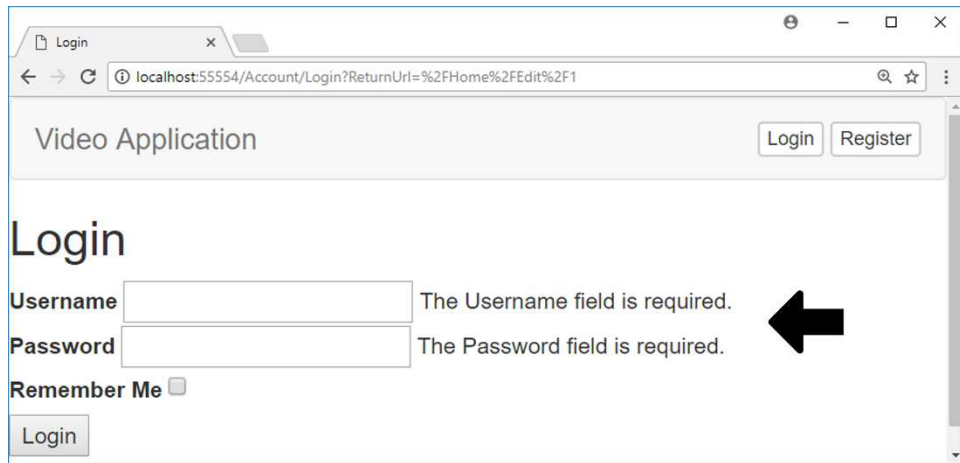 Login
localhost:55554/Account/Login?ReturnUrl=%2FHome%2FEdit%2F1
Video Application Login Register
Login
Username The Username field is required.
Password The Password field is required.
Remember Me
Login